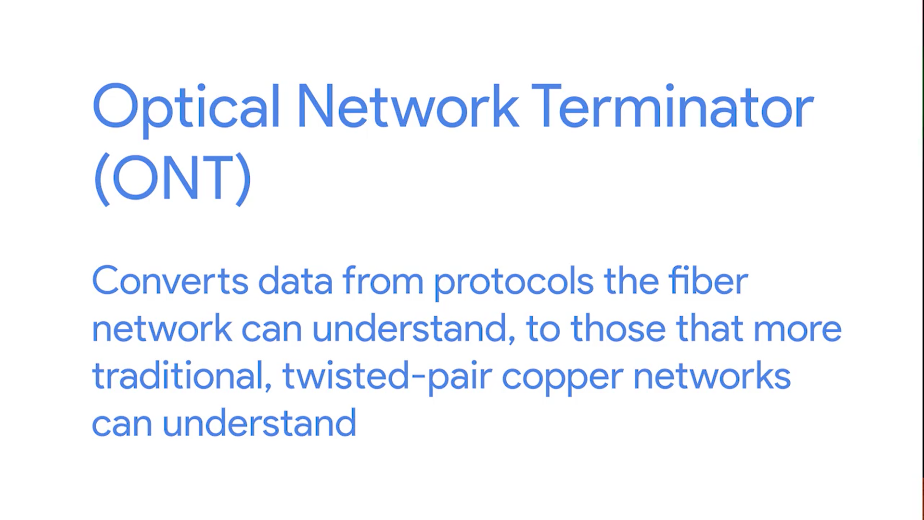 Optical Network Terminator
(ONT)
Converts data from protocols the fiber
network can understand, to those that more
traditional, twisted-pair copper networks
can understand